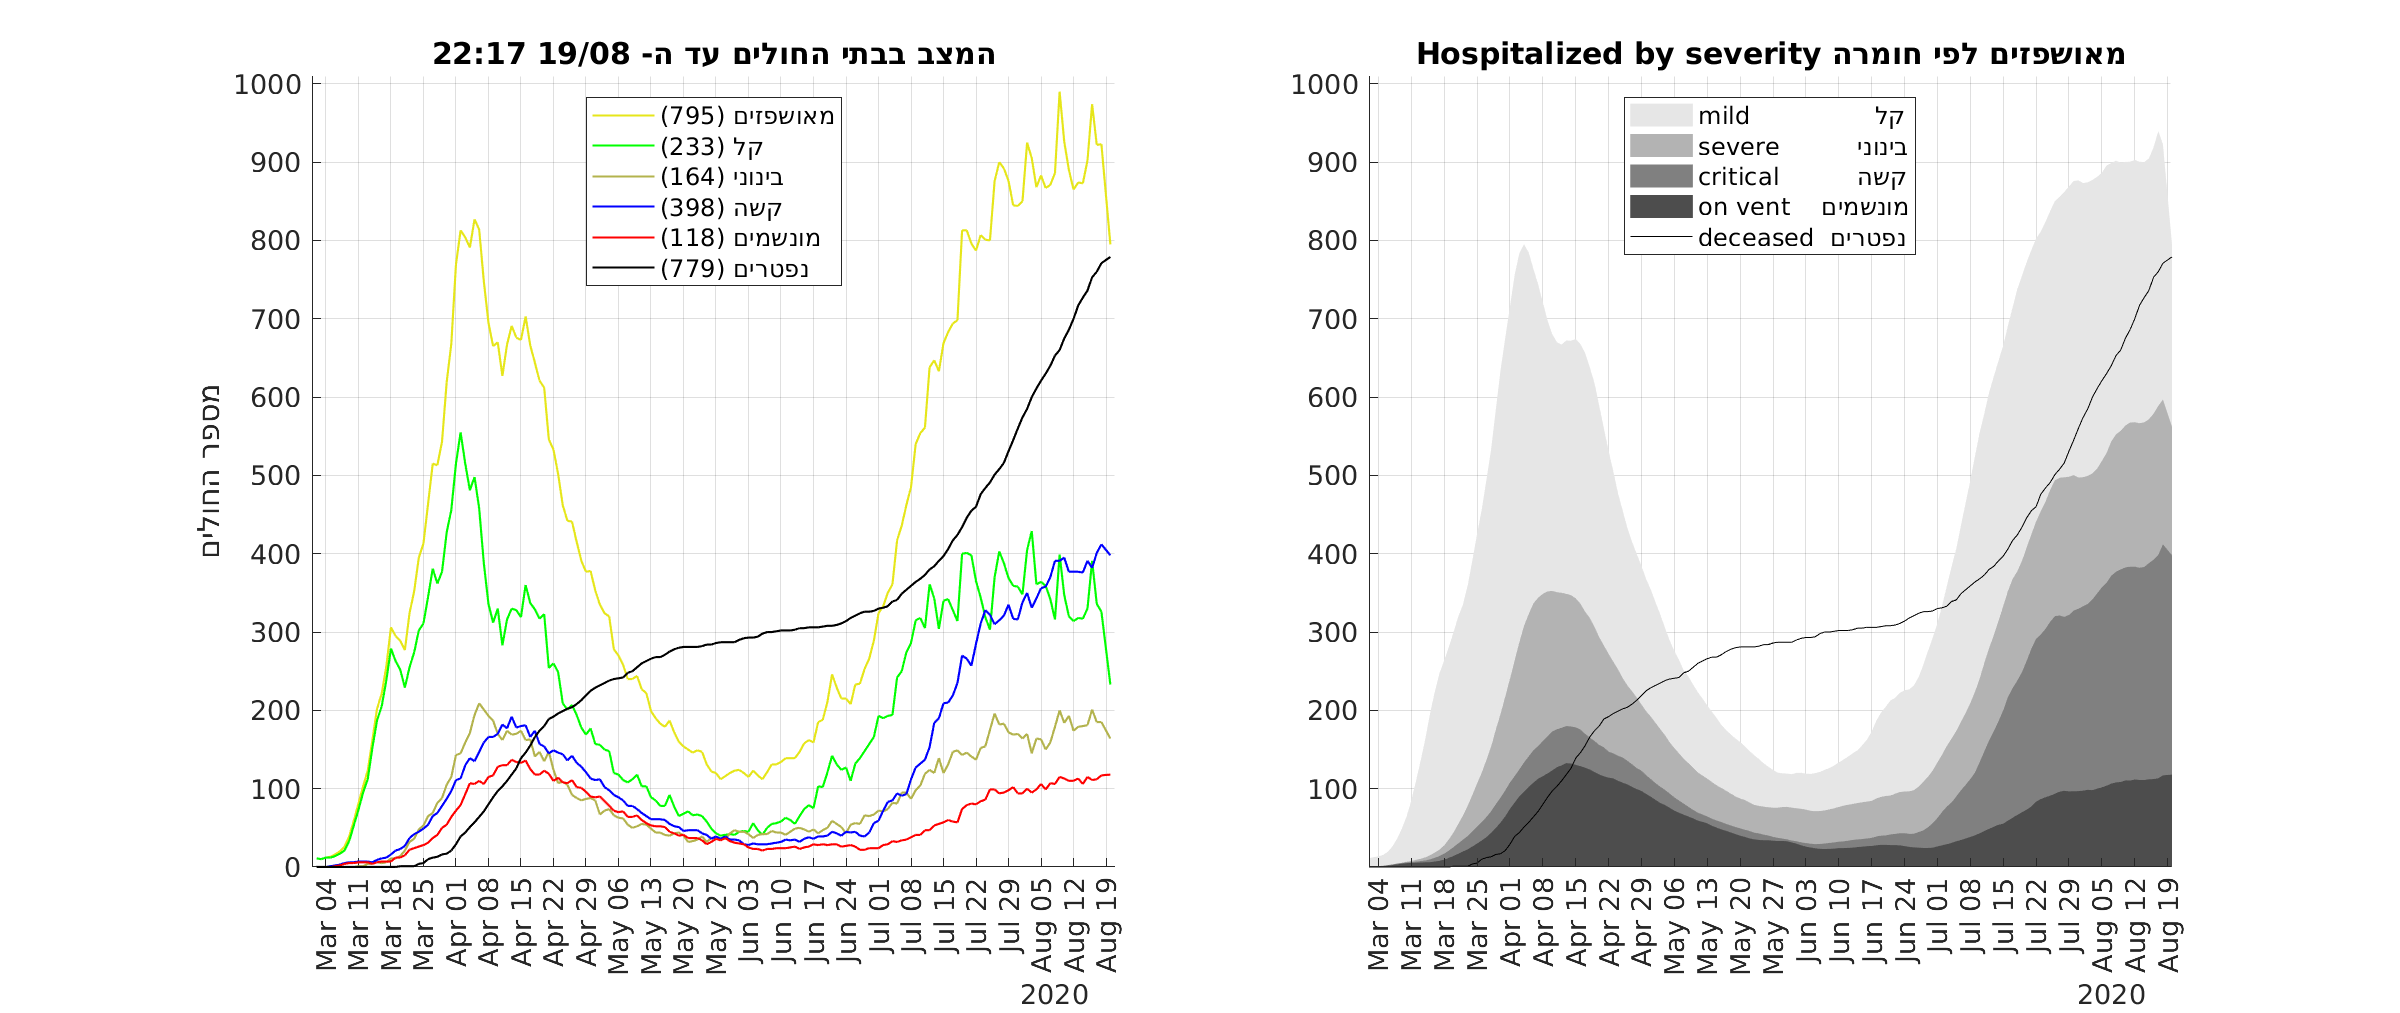 המצב בבתי החולים עד ה- 19/08 22:17
1000
900
800
700
600
500
400
300
200
100
0
מספר החולים
מאושפזים (795)
קל (233)
בינוני (164)
קשה (398)
מונשמים (118)
נפטרים (779)
Mar 04
Mar 11
Mar 18
Mar 25
Apr 01
Apr 08
Apr 15
Apr 22
Apr 29
May 06
May 13
May 20
May 27
Jun 03
Jun 10
Jun 17
Jun 24
Jul 01
Jul 08
Jul 15
Jul 22
Jul 29
Aug 05
Aug 12
Aug 19
2020
Hospitalized by severity מאושפזים לפי חומרה
1000
900
800
700
600
500
400
300
200
100
mild קל
severe בינוני
critical קשה
on vent מונשמים
deceased נפטרים
Mar 04
Mar 11
Mar 18
Mar 25
Apr 01
Apr 08
Apr 15
Apr 22
Apr 29
May 06
May 13
May 20
May 27
Jun 03
Jun 10
Jun 17
Jun 24
Jul 01
Jul 08
Jul 15
Jul 22
Jul 29
Aug 05
Aug 12
Aug 19
2020